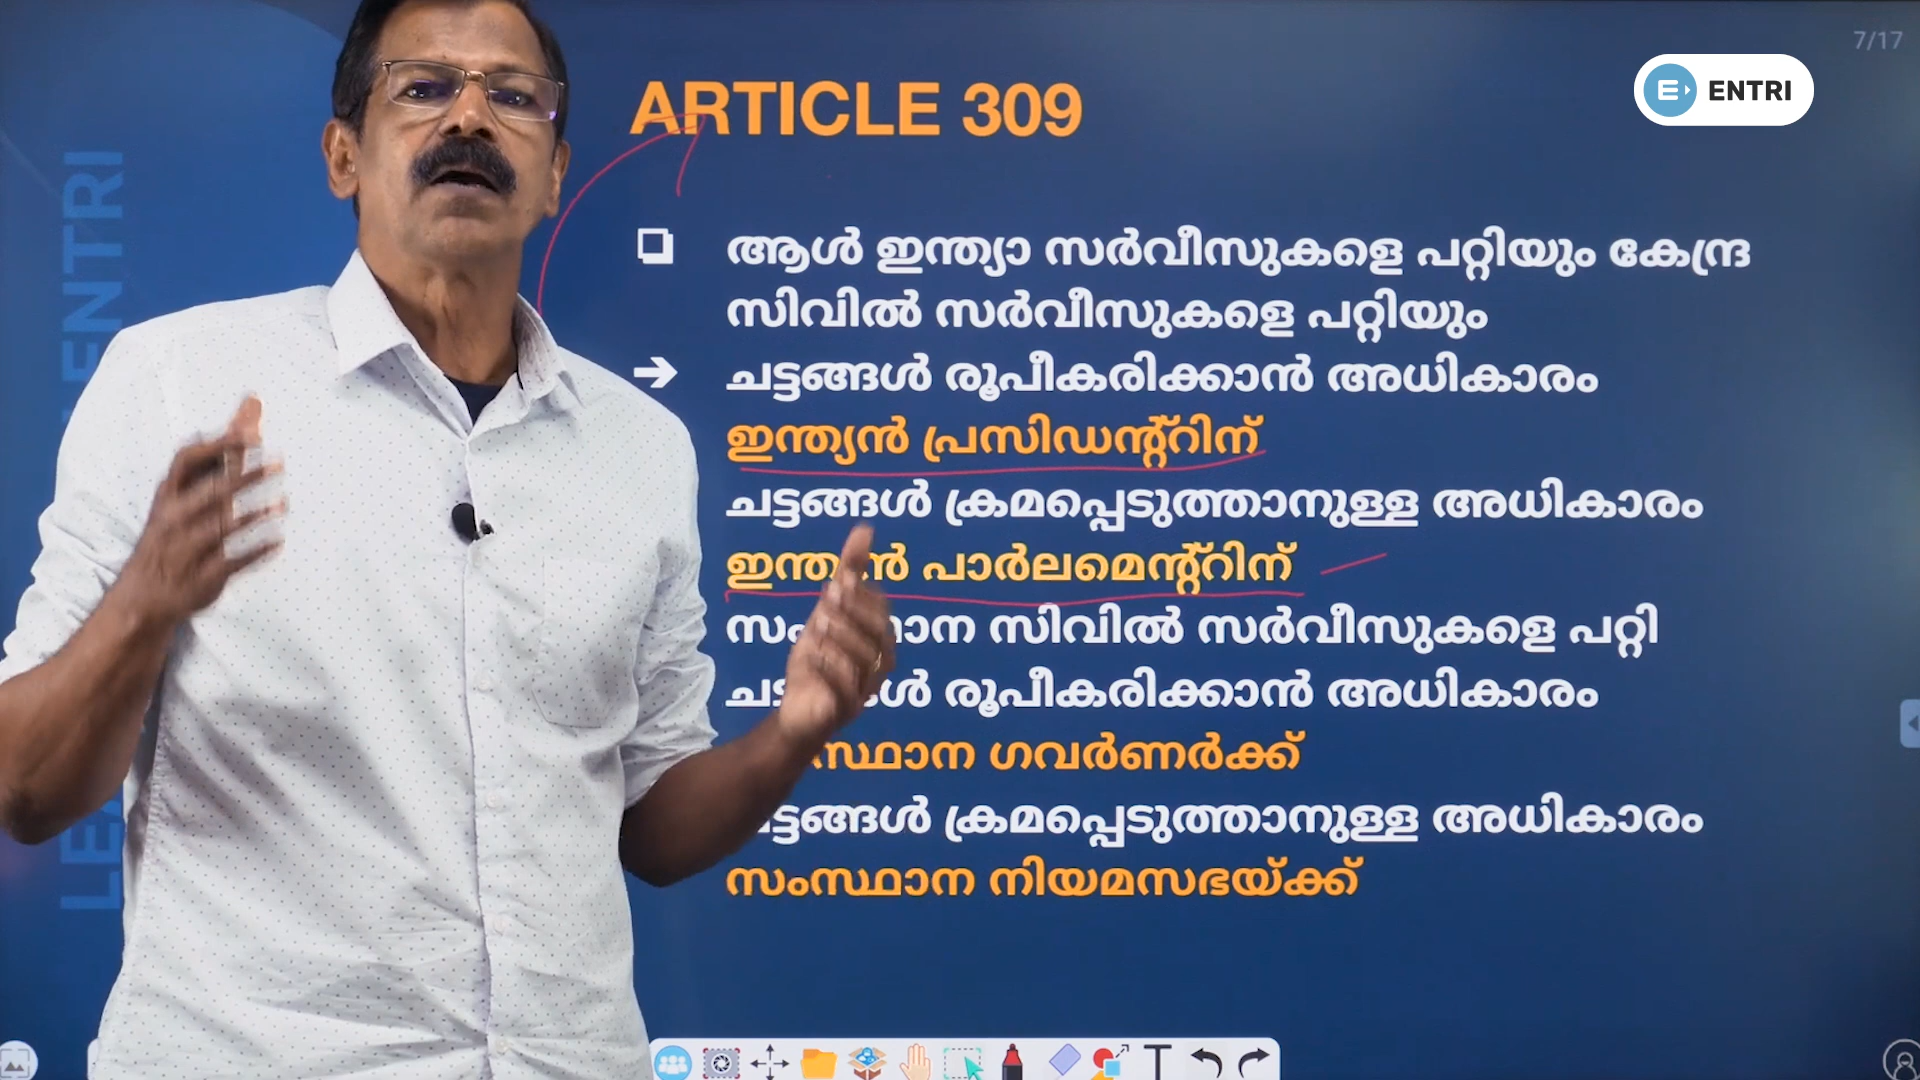 7/17
ENTRI
ARTICLE 309
ആൾ ഇന്ത്യാ സർവീസുകളെ പറ്റിയും കേന്ദ്ര
സിവിൽ സർവീസുകളെ പറ്റിയും
ചട്ടങ്ങൾ രൂപീകരിക്കാൻ അധികാരം
ഇന്ത്യൻ പ്രസിഡന്റ്റിന്
ചട്ടങ്ങൾ ക്രമപ്പെടുത്താനുള്ള അധികാരം
പാർലമെന്റ്റിന്
സിവിൽ സർവീസുകളെ പറ്റി
രൂപീകരിക്കാൻ അധികാരം
ഗവർണർക്ക്
ക്രമപ്പെടുത്താനുള്ള അധികാരം
സംസ്ഥാന നിയമസഭയ്ക്ക്
ENTRI